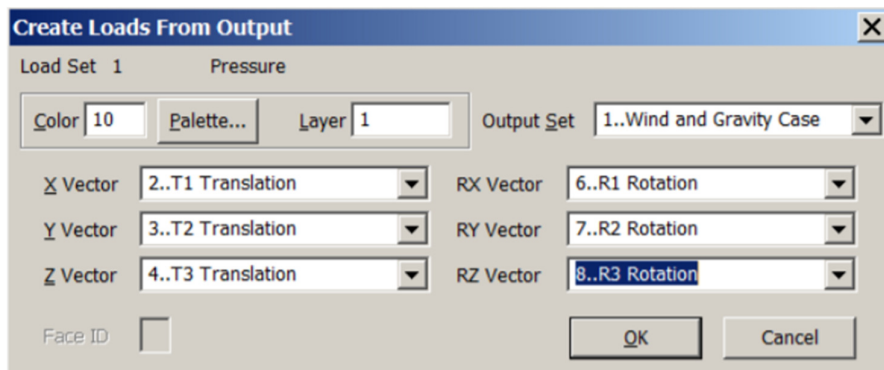 Create Loads From Output
Load Set 1 Pressure
Color 10 Palette... Layer 1 Output Set 1..Wind and Gravity Case
X Vector 2..T1 Translation RX Vector 6..R1 Rotation
Y Vector 3..T2 Translation RY Vector 7..R2 Rotation
Z Vector 4..T3 Translation RZ Vector 8..R3 Rotation
Face ID OK Cancel